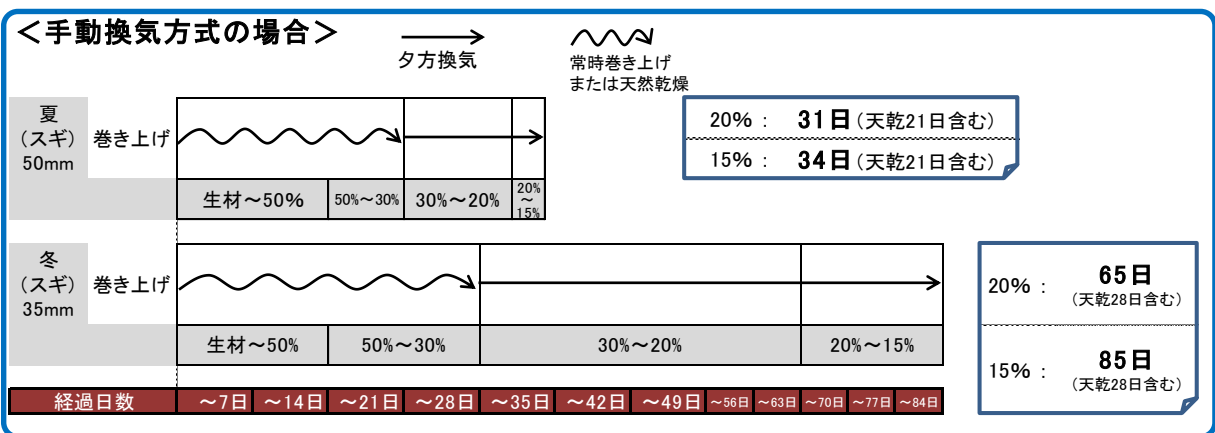 ＜手動換気方式の場合＞
夕方換気
常時巻き上げ
または天然乾燥
夏
（スギ）
50mm
巻き上げ
生材～50%
50%～30%
30%～20%
20%
～
15%
20%： 31日（天乾21日含む）
15%： 34日（天乾21日含む）
冬
（スギ）
35mm
巻き上げ
生材～50%
50%～30%
30%～20%
20%～15%
20%： 65日
（天乾28日含む）
15%： 85日
（天乾28日含む）
経過日数 ～7日 ～14日 ～21日 ～28日 ～35日 ～42日 ～49日 ～56日 ～63日 ～70日 ～77日 ～84日